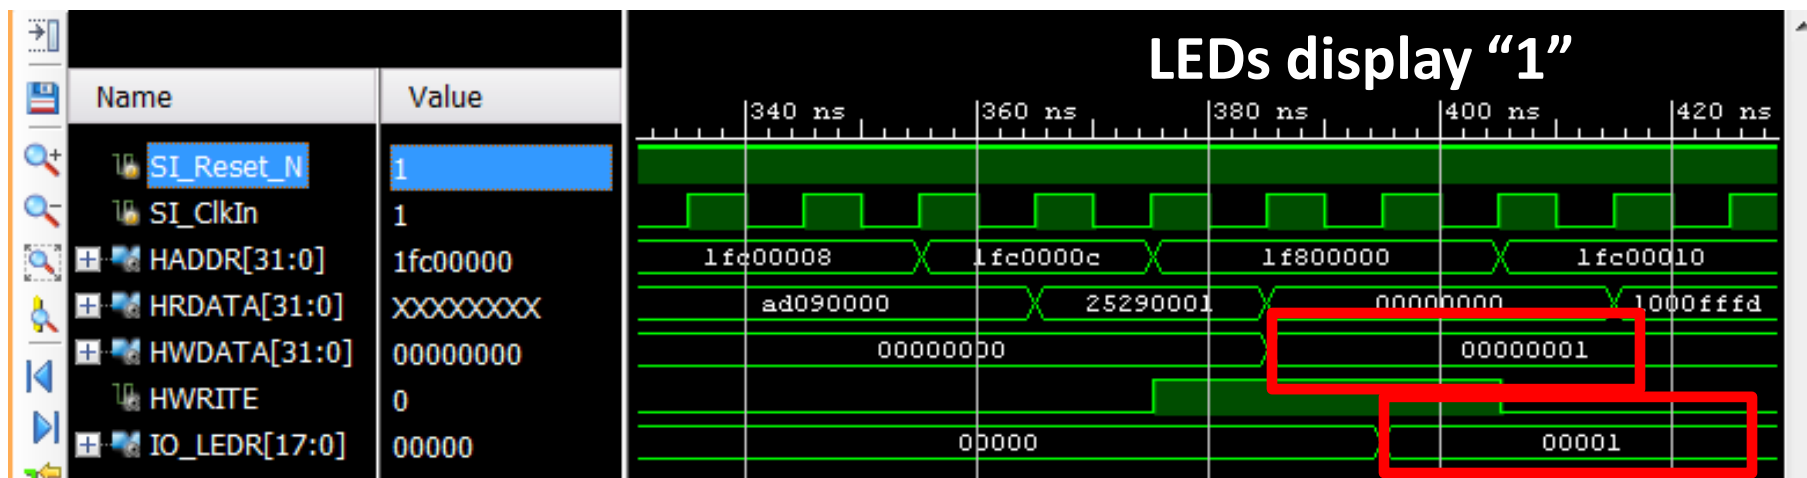 LEDs display “1”
Name Value
340 ns 360 ns 380 ns 400 ns 420 ns
SI_Reset_N 1
SI_ClkIn 1
HADDR[31:0] 1fc00000 1fc00008 1fc0000c 1f800000 1fc00010
HRDATA[31:0] XXXXXXXX ad090000 25290001 00000000 1000fffd
HWDATA[31:0] 00000000 00000000 00000001
HWRITE 0
IO_LEDR[17:0] 00000 00000 00001